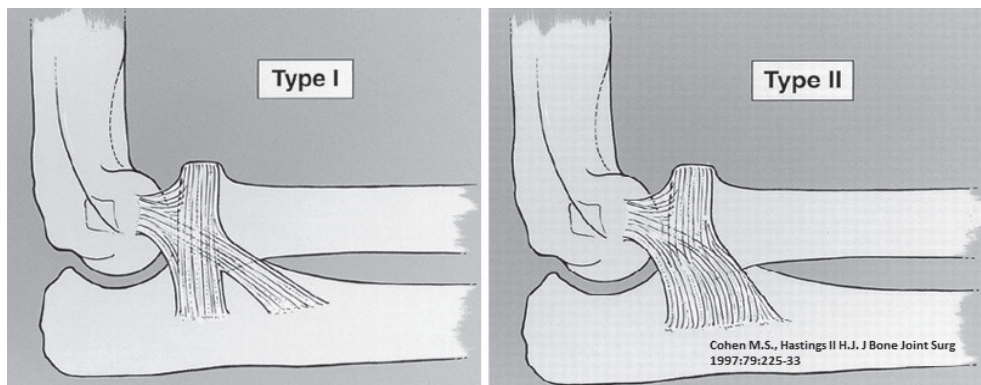 Type I
Type II
Cohen M.S., Hastings II H.J. J Bone Joint Surg
1997:79:225-33